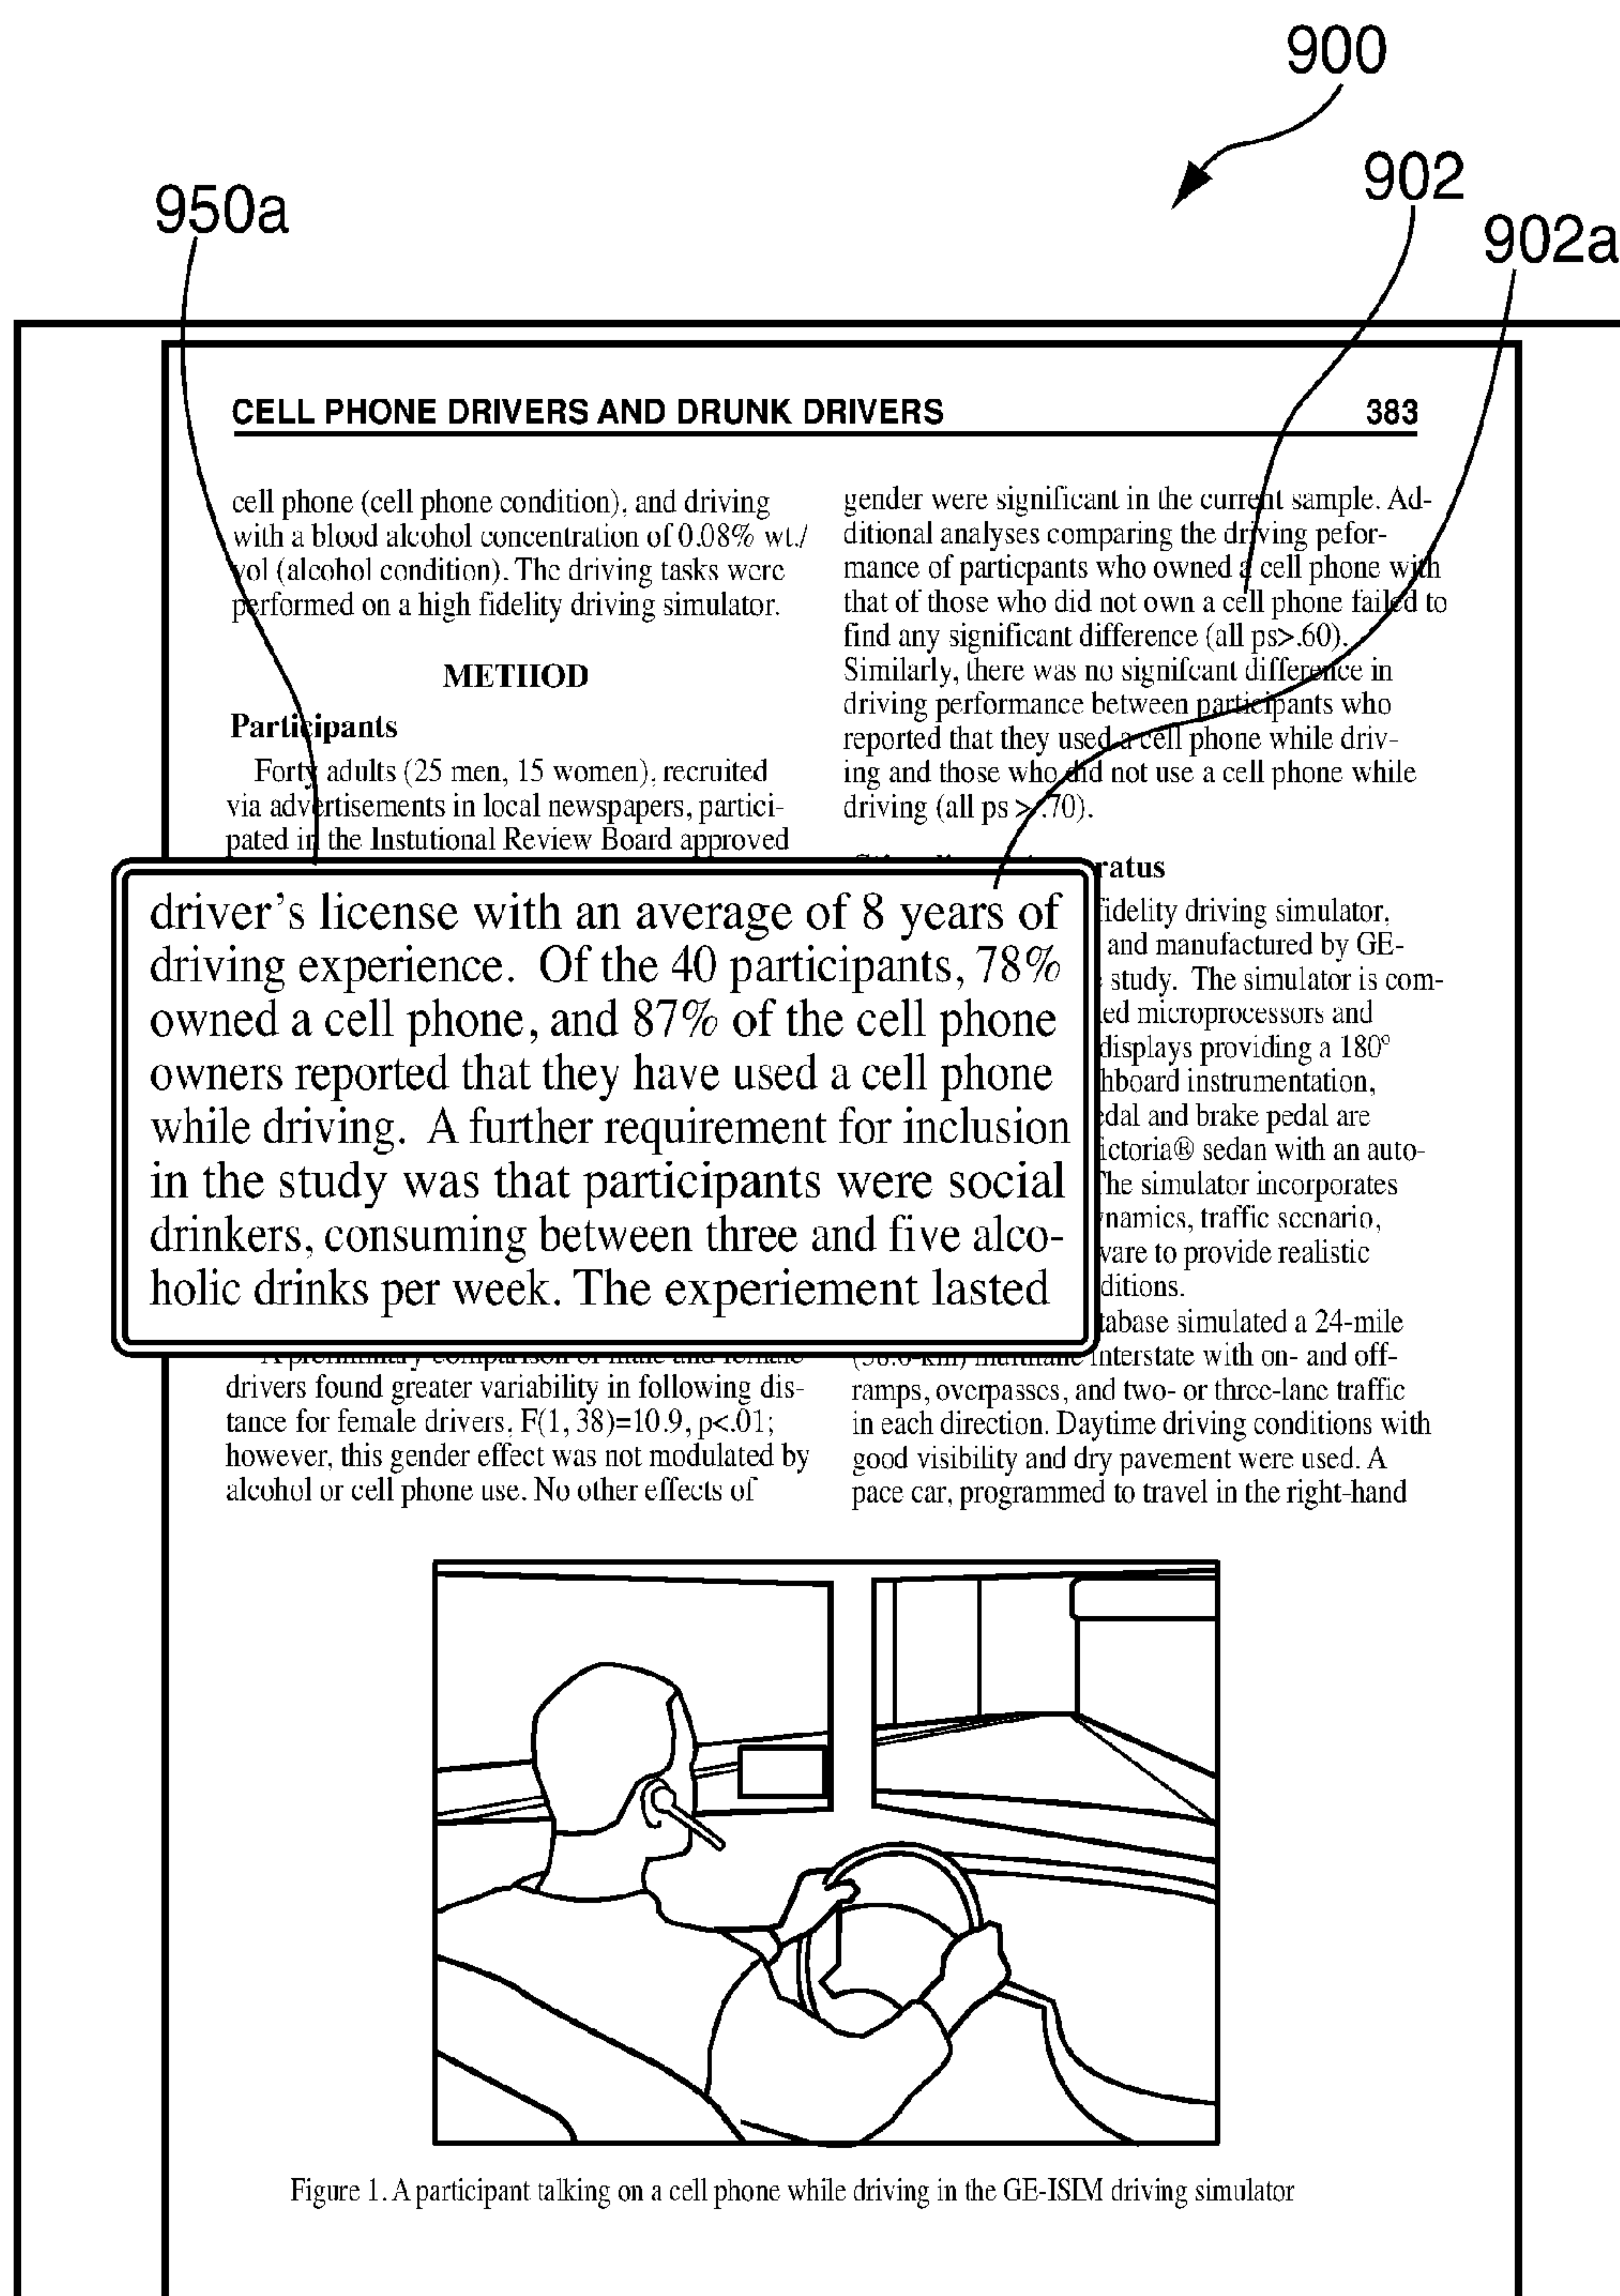 900
902
950a
902a
CELL PHONE DRIVERS AND DRUNK DRIVERS 383
cell phone (cell phone condition), and driving
with a blood alcohol concentration of 0.08% wt./
vol (alcohol condition). The driving tasks were
performed on a high fidelity driving simulator.
METHOD
Participants
Forty adults (25 men, 15 women), recruited
via advertisements in local newspapers, partici-
pated in the Instutional Review Board approved
driver's license with an average of 8 years of
driving experience. Of the 40 participants, 78%
owned a cell phone, and 87% of the cell phone
owners reported that they have used a cell phone
while driving. A further requirement for inclusion
in the study was that participants were social
drinkers, consuming between three and five alco-
holic drinks per week. The experiement lasted
A preliminary comparison of male and female
drivers found greater variability in following dis-
tance for female drivers, F(1, 38)=10.9, p<.01;
however, this gender effect was not modulated by
alcohol or cell phone use. No other effects of
gender were significant in the current sample. Ad-
ditional analyses comparing the driving pefor-
mance of particpants who owned a cell phone with
that of those who did not own a cell phone failed to
find any significant difference (all ps>.60).
Similarly, there was no signifcant difference in
driving performance between participants who
reported that they used a cell phone while driv-
ing and those who did not use a cell phone while
driving (all ps >.70).
ratus
fidelity driving simulator,
and manufactured by GE-
study. The simulator is com-
ed microprocessors and
displays providing a 180°
hboard instrumentation,
edal and brake pedal are
ictoria® sedan with an auto-
The simulator incorporates
namics, traffic scenario,
ware to provide realistic
ditions.
tabase simulated a 24-mile
multilane interstate with on- and off-
ramps, overpasses, and two- or three-lane traffic
in each direction. Daytime driving conditions with
good visibility and dry pavement were used. A
pace car, programmed to travel in the right-hand
Figure 1. A participant talking on a cell phone while driving in the GE-ISIM driving simulator